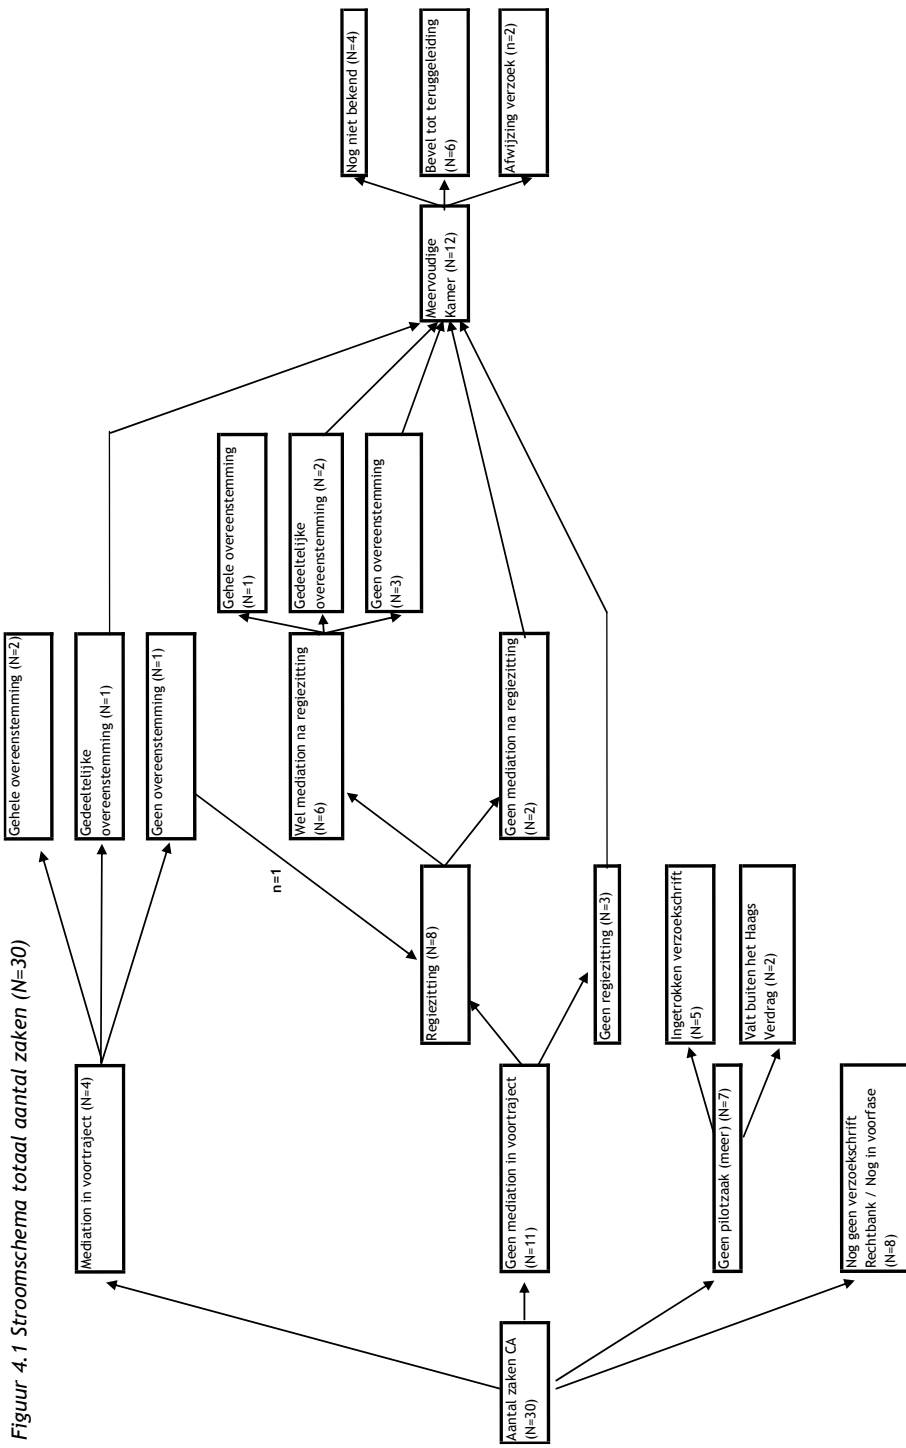 Figuur 4.1 Stroomschema totaal aantal zaken (N=30)
Aantal zaken CA
(N=30)
Mediation in voortraject (N=4)
Geen mediation in voortraject
(N=11)
Geen pilotzaak (meer) (N=7)
Nog geen verzoekschrift
Rechtbank / Nog in voorfase
(N=8)
Gehele overeenstemming (N=2)
Gedeeltelijke
overeenstemming (N=1)
Geen overeenstemming (N=1)
n=1
Regiezitting (N=8)
Geen regiezitting (N=3)
Ingetrokken verzoekschrift
(N=5)
Valt buiten het Haags
Verdrag (N=2)
Wel mediation na regiezitting
(N=6)
Geen mediation na regiezitting
(N=2)
Gehele overeenstemming
(N=1)
Gedeeltelijke
overeenstemming (N=2)
Geen overeenstemming
(N=3)
Meervoudige
Kamer (N=12)
Nog niet bekend (N=4)
Bevel tot teruggeleiding
(N=6)
Afwijzing verzoek (n=2)